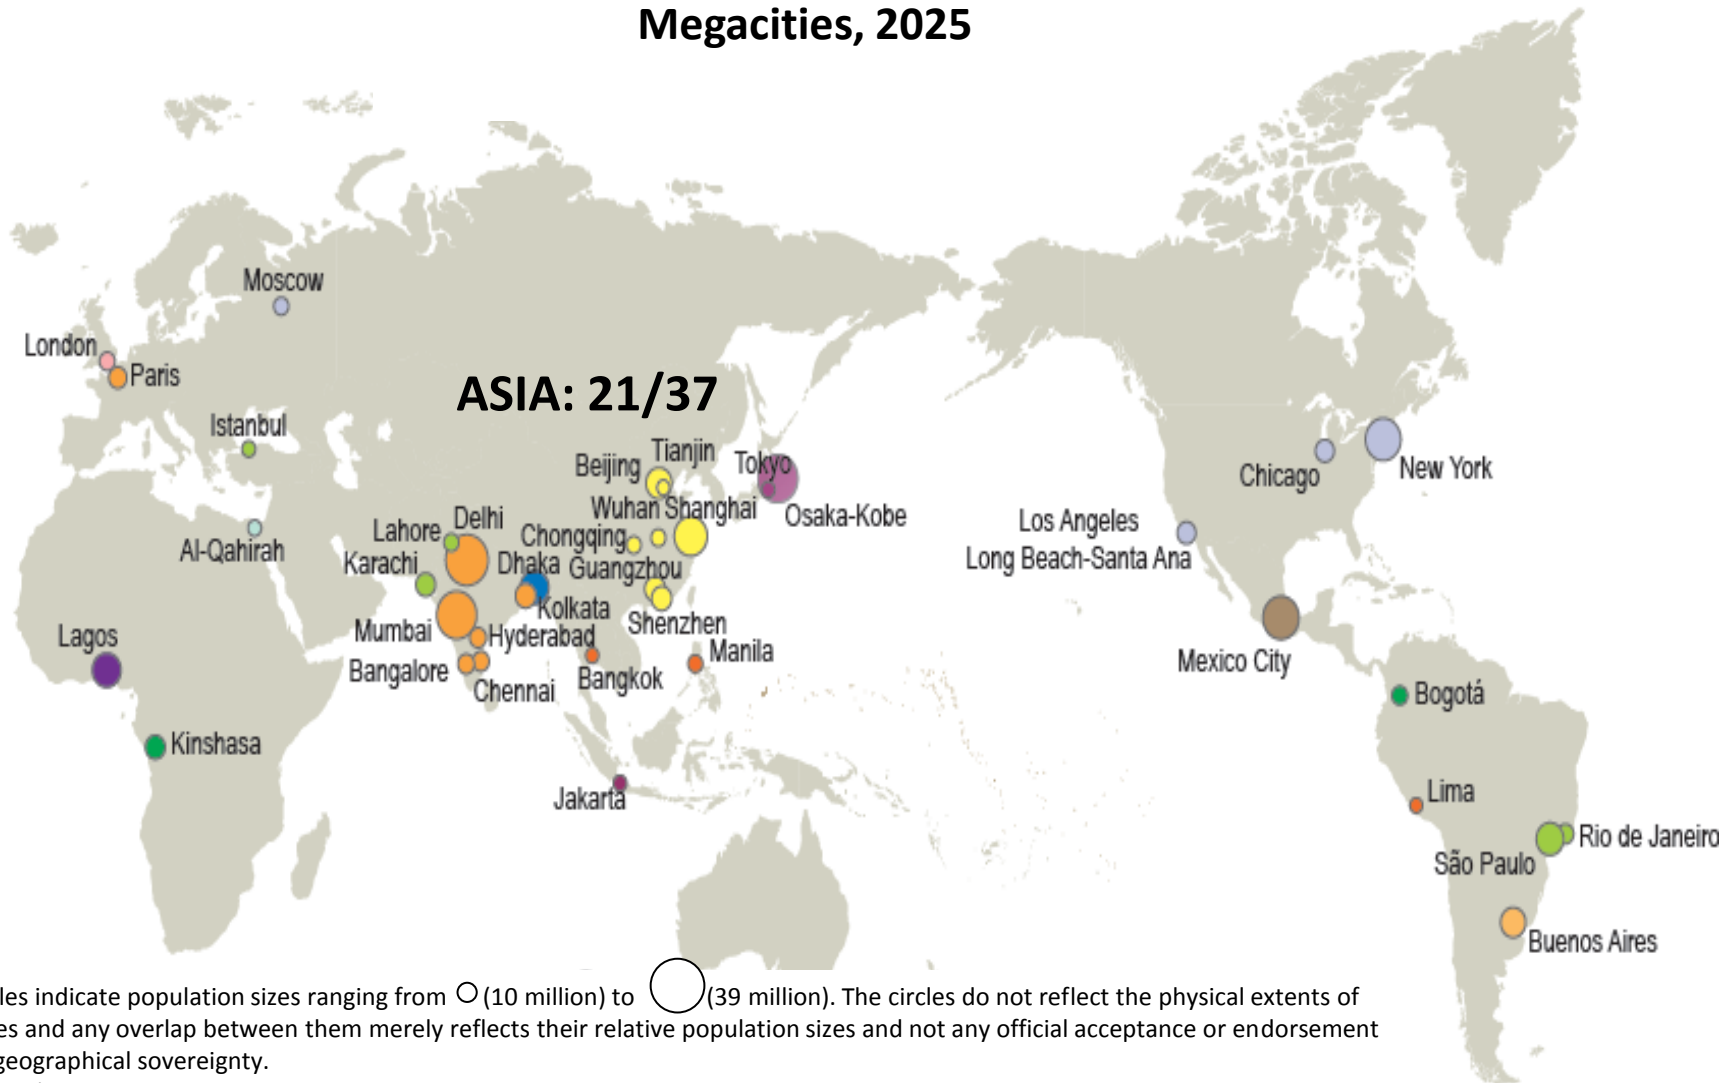 Megacities, 2025
Moscow
London
Paris
ASIA: 21/37
Istanbul
Tianjin
Beijing
Tokyo
Chicago
New York
Wuhan Shanghai
Osaka-Kobe
Lahore
Delhi
Chongqing
Los Angeles
Long Beach-Santa Ana
Al-Qahirah
Karachi
Dhaka
Guangzhou
Kolkata
Shenzhen
Mumbai
Hyderabad
Lagos
Manila
Mexico City
Bangalore
Chennai
Bangkok
Bogotá
Kinshasa
Jakarta
Lima
Rio de Janeiro
São Paulo
Buenos Aires
les indicate population sizes ranging from (10 million) to (39 million). The circles do not reflect the physical extents of
es and any overlap between them merely reflects their relative population sizes and not any official acceptance or endorsement
geographical sovereignty.